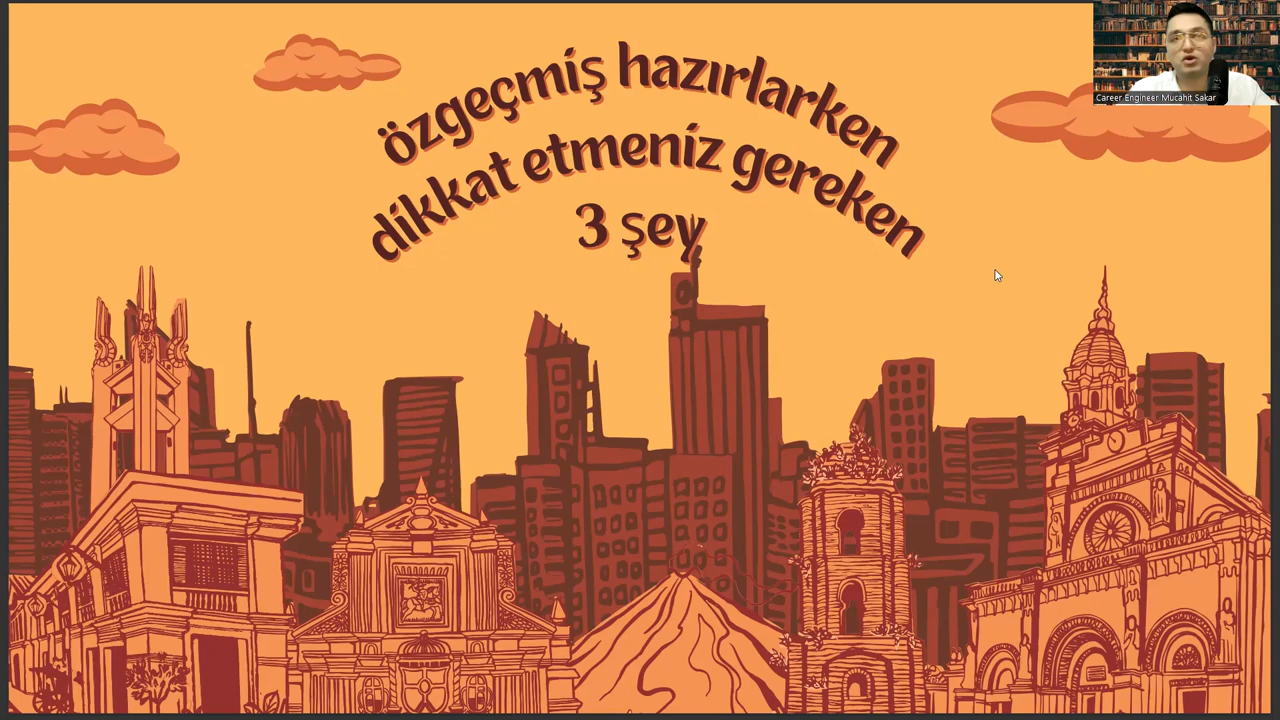 özgeçmiş hazırlarken
dikkat etmeniz gereken
3 şey
Career Engineer Mucahit Sakar